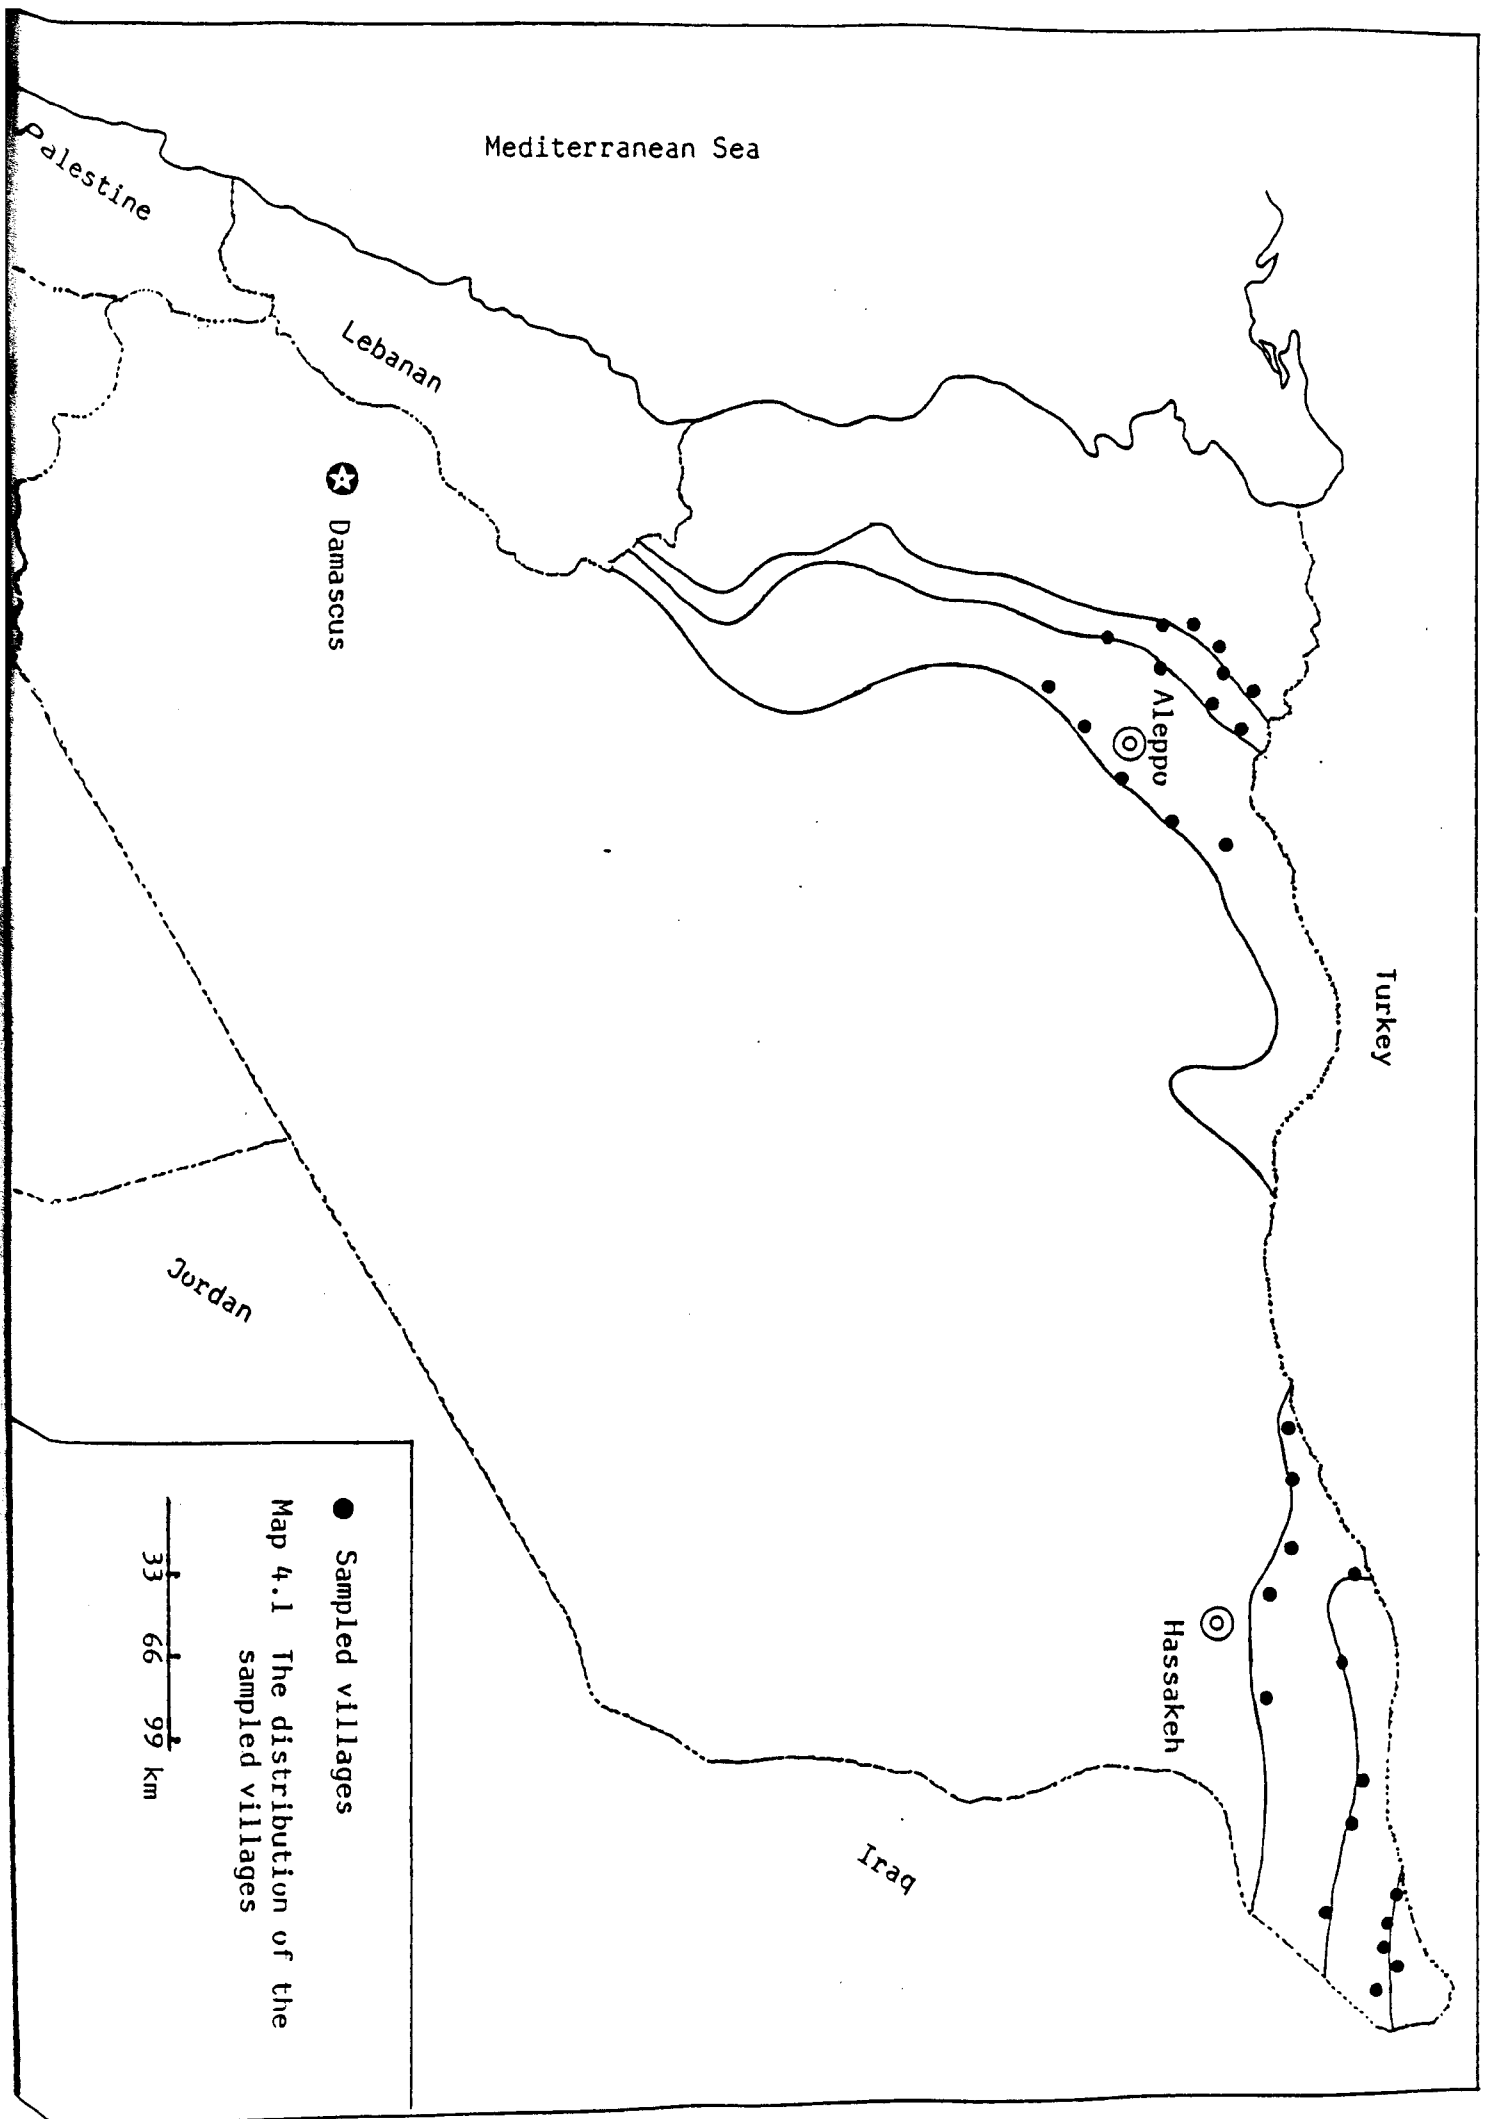 Mediterranean Sea
Turkey
Aleppo
Hassakeh
Lebanan
Palestine
Damascus
Jordan
Iraq
Sampled villages
Map 4.1 The distribution of the
sampled villages
33 66 99 km